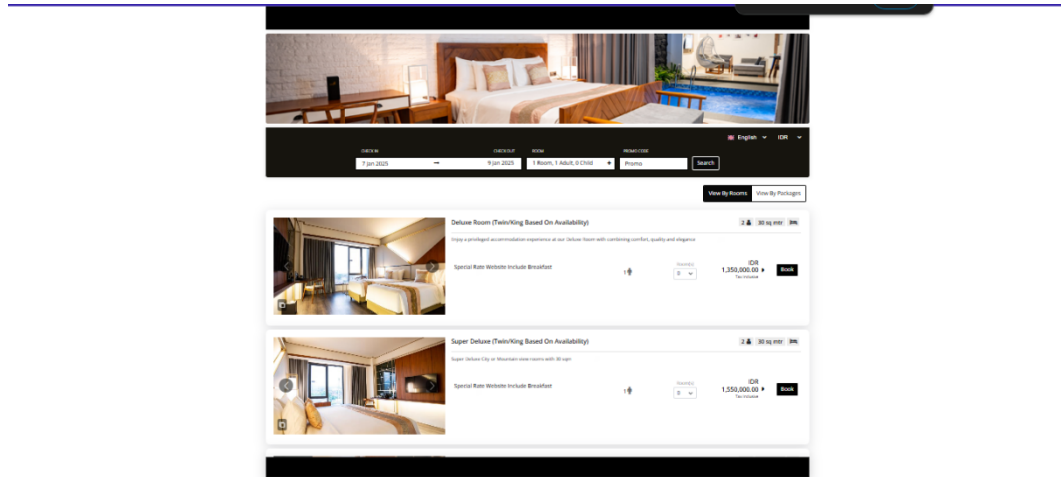 English IDR
CHECK IN CHECKOUT ROOM PROMO CODE
7 Jan 2025 → 9 Jan 2025 1 Room, 1 Adult, 0 Child + Promo Search
View By Rooms View By Packages
Deluxe Room (Twin/King Based On Availability) 2 30 sq mtr
Enjoy a privileged accommodation experience at our Deluxe Room with combining comfort, quality and elegance
Special Rate Website Include Breakfast 1 Room(s) 0 IDR 1,350,000.00 Book
Tax Inclusive
Super Deluxe (Twin/King Based On Availability) 2 30 sq mtr
Super Deluxe City or Mountain view rooms with 30 sqm
Special Rate Website Include Breakfast 1 Room(s) 0 IDR 1,550,000.00 Book
Tax Inclusive